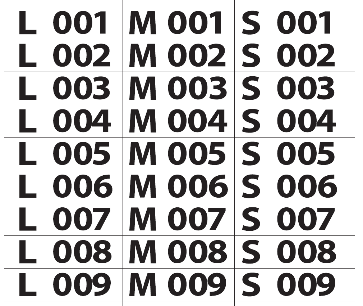 L 001 M 001 S 001
L 002 M 002 S 002
L 003 M 003 S 003
L 004 M 004 S 004
L 005 M 005 S 005
L 006 M 006 S 006
L 007 M 007 S 007
L 008 M 008 S 008
L 009 M 009 S 009